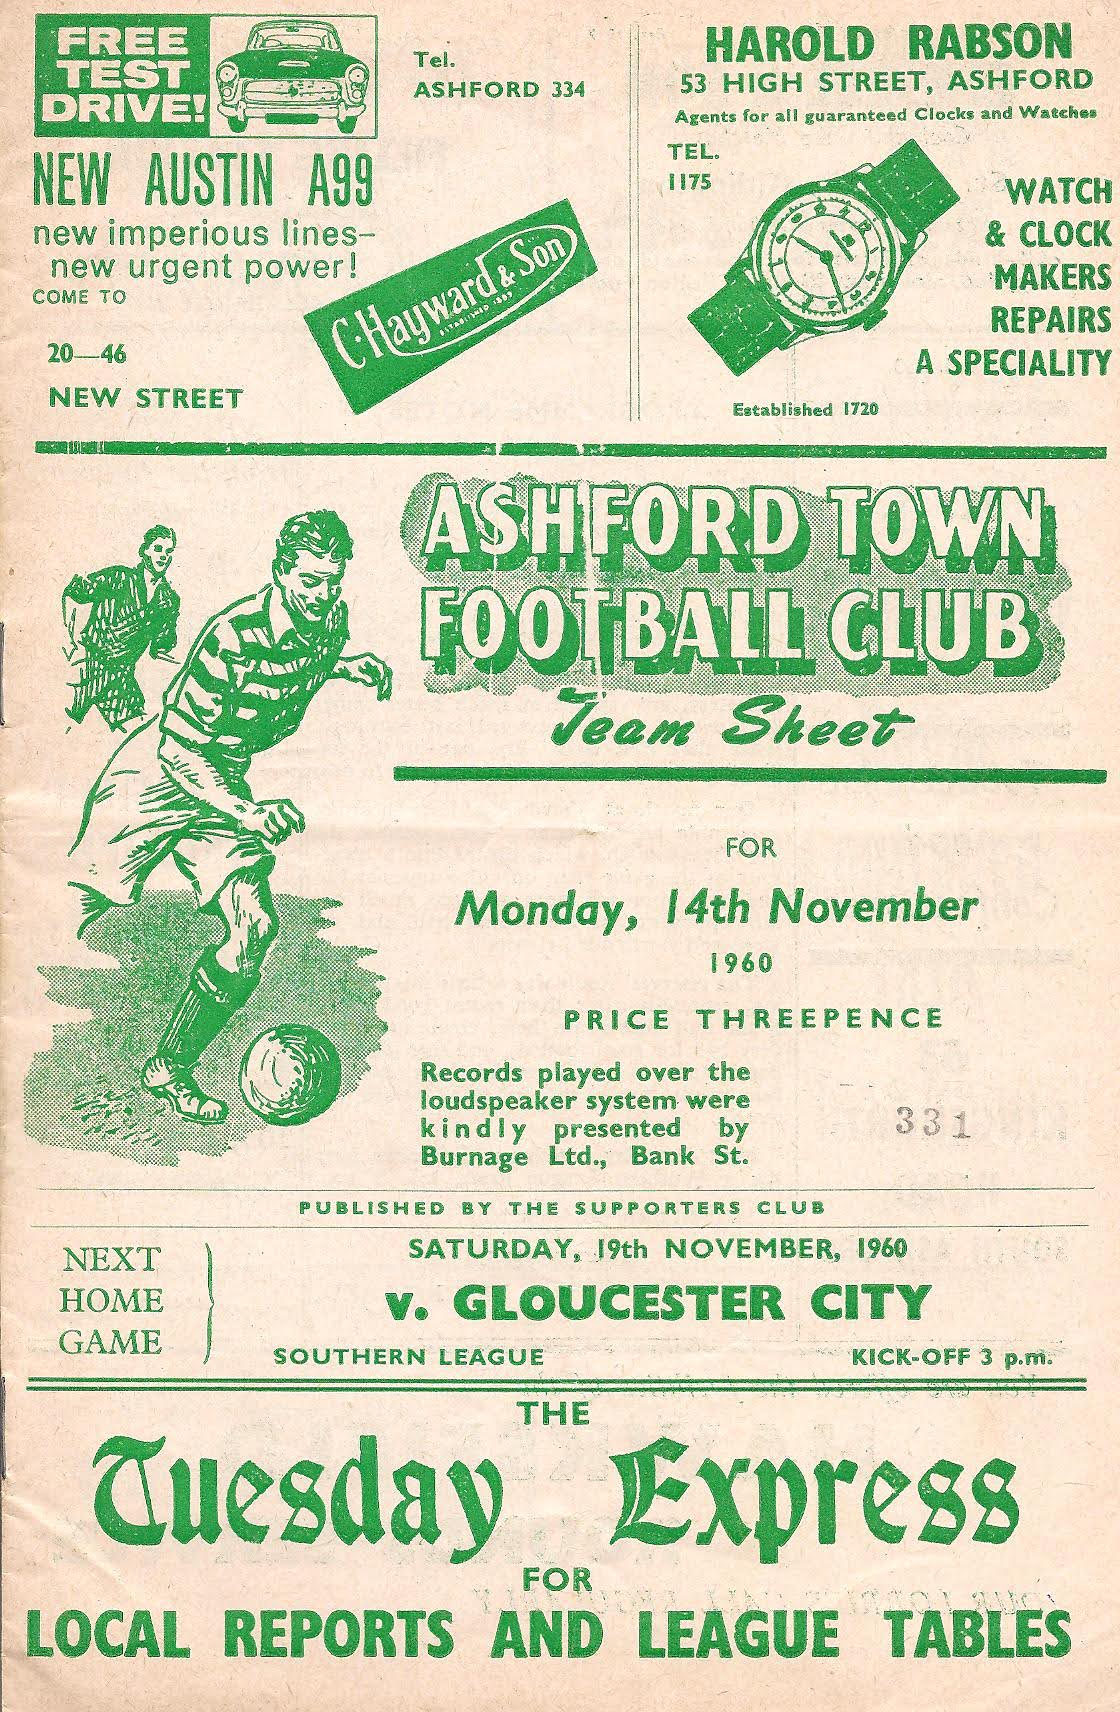 FREE
TEST
DRIVE!
Tel.
ASHFORD 334
NEW AUSTIN A99
new imperious lines—
new urgent power!
COME TO
20—46
NEW STREET
C. Hayward & Son
ESTABLISHED 1897
HAROLD RABSON
53 HIGH STREET, ASHFORD
Agents for all guaranteed Clocks and Watches
TEL.
1175
WATCH
& CLOCK
MAKERS
REPAIRS
A SPECIALITY
Established 1720
ASHFORD TOWN
FOOTBALL CLUB
Team Sheet
FOR
Monday, 14th November
1960
PRICE THREEPENCE
Records played over the
loudspeaker system were
kindly presented by
Burnage Ltd., Bank St.
331
PUBLISHED BY THE SUPPORTERS CLUB
NEXT
HOME
GAME
SATURDAY, 19th NOVEMBER, 1960
v. GLOUCESTER CITY
SOUTHERN LEAGUE
KICK-OFF 3 p.m.
THE
Tuesday Express
FOR
LOCAL REPORTS AND LEAGUE TABLES